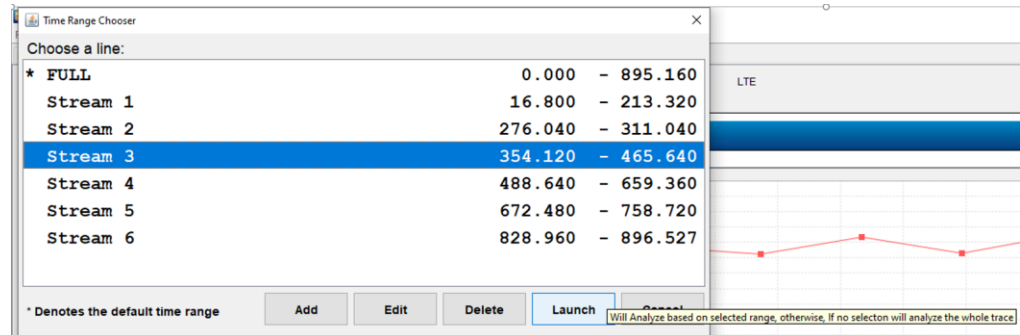 Time Range Chooser
Choose a line:
* FULL 0.000 - 895.160
Stream 1 16.800 - 213.320
Stream 2 276.040 - 311.040
Stream 3 354.120 - 465.640
Stream 4 488.640 - 659.360
Stream 5 672.480 - 758.720
Stream 6 828.960 - 896.527
* Denotes the default time range
Add Edit Delete Launch Cancel
Will Analyze based on selected range, otherwise, If no selecton will analyze the whole trace
LTE